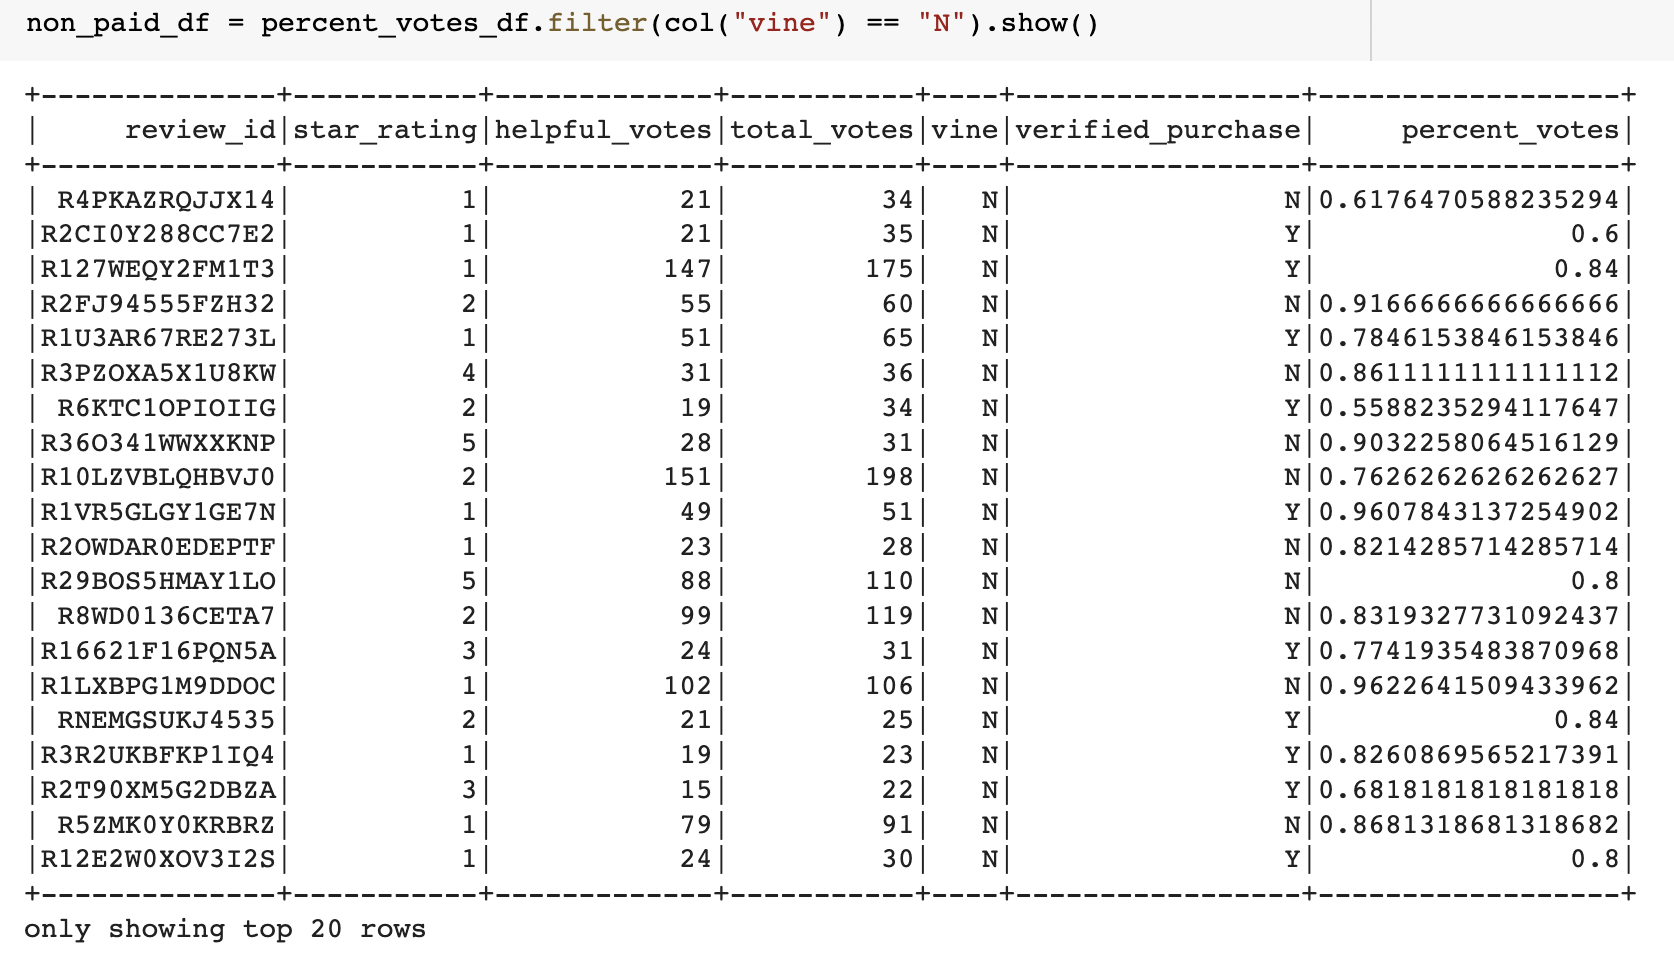 non_paid_df = percent_votes_df.filter(col("vine") == "N").show()
+--------------+-----------+-------------+-----------+----+-----------------+------------------+
|     review_id|star_rating|helpful_votes|total_votes|vine|verified_purchase|     percent_votes|
+--------------+-----------+-------------+-----------+----+-----------------+------------------+
| R4PKAZRQJJX14|          1|           21|         34|   N|                N|0.6176470588235294|
|R2CI0Y288CC7E2|          1|           21|         35|   N|                Y|               0.6|
|R127WEQY2FM1T3|          1|          147|        175|   N|                Y|              0.84|
|R2FJ94555FZH32|          2|           55|         60|   N|                N|0.9166666666666666|
|R1U3AR67RE273L|          1|           51|         65|   N|                Y|0.7846153846153846|
|R3PZOXA5X1U8KW|          4|           31|         36|   N|                N|0.8611111111111112|
| R6KTC1OPIOIIG|          2|           19|         34|   N|                Y|0.5588235294117647|
|R36O341WWXXKNP|          5|           28|         31|   N|                N|0.9032258064516129|
|R10LZVBLQHBVJ0|          2|          151|        198|   N|                N|0.7626262626262627|
|R1VR5GLGY1GE7N|          1|           49|         51|   N|                Y|0.9607843137254902|
|R2OWDAR0EDEPTF|          1|           23|         28|   N|                N|0.8214285714285714|
|R29BOS5HMAY1LO|          5|           88|        110|   N|                N|               0.8|
| R8WD0136CETA7|          2|           99|        119|   N|                N|0.8319327731092437|
|R16621F16PQN5A|          3|           24|         31|   N|                Y|0.7741935483870968|
|R1LXBPG1M9DDOC|          1|          102|        106|   N|                N|0.9622641509433962|
| RNEMGSUKJ4535|          2|           21|         25|   N|                Y|              0.84|
|R3R2UKBFKP1IQ4|          1|           19|         23|   N|                Y|0.8260869565217391|
|R2T90XM5G2DBZA|          3|           15|         22|   N|                Y|0.6818181818181818|
| R5ZMK0Y0KRBRZ|          1|           79|         91|   N|                N|0.8681318681318682|
|R12E2W0XOV3I2S|          1|           24|         30|   N|                Y|               0.8|
+--------------+-----------+-------------+-----------+----+-----------------+------------------+
only showing top 20 rows